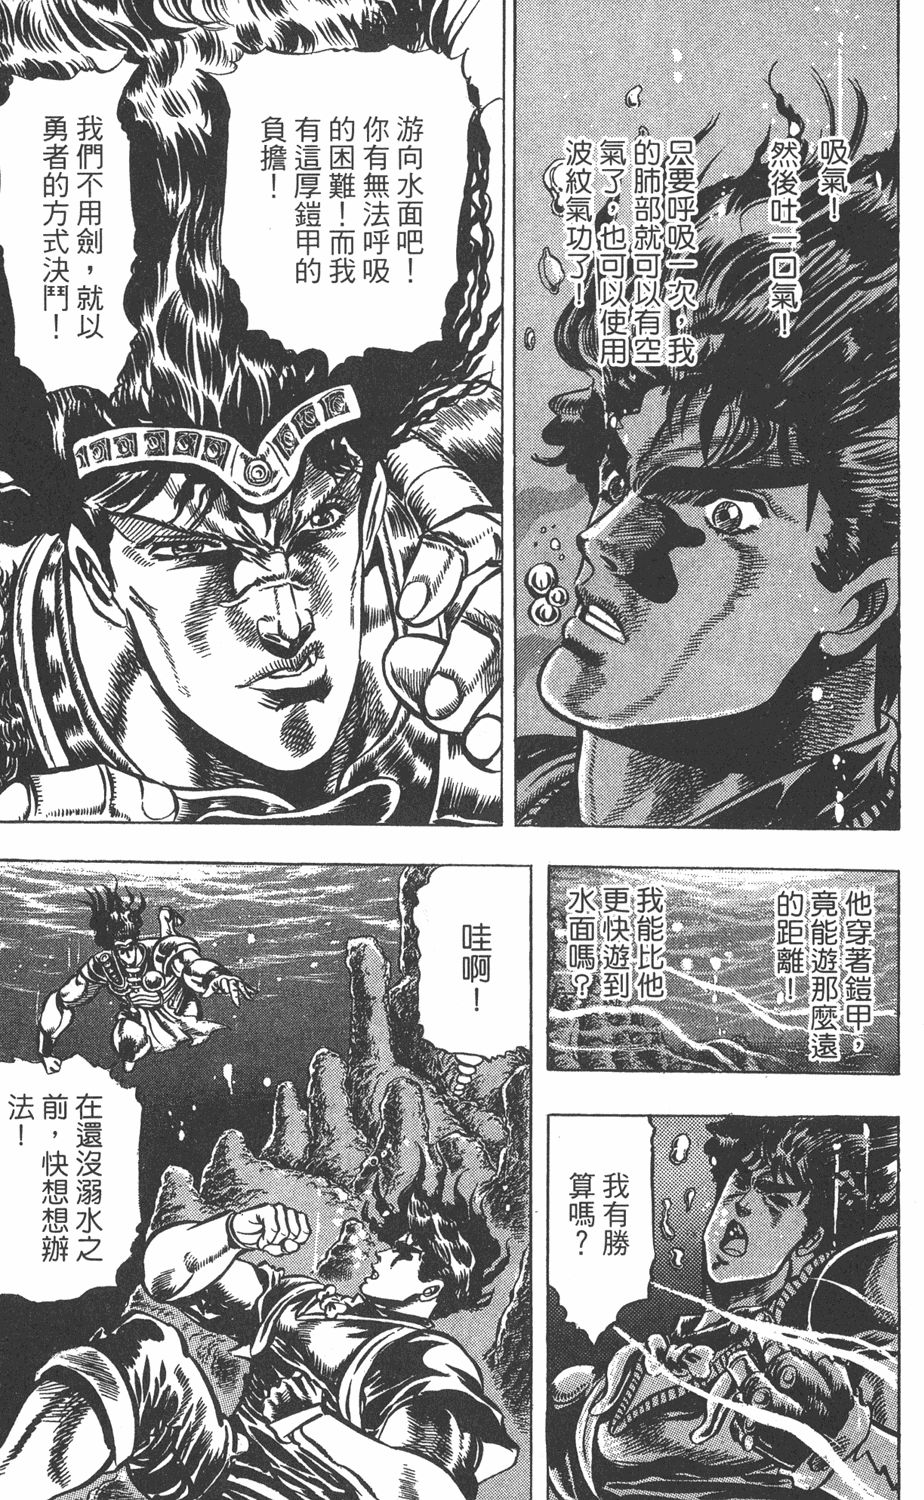 吸氣！
然後吐一口氣！
只要呼吸一次，我
的肺部就可以有空
氣了，也可以使用
波紋氣功了！
游向水面吧！
你有無法呼吸
的困難！而我
有這厚鎧甲的
負擔！
我們不用劍，就以
勇者的方式決鬥！
他穿著鎧甲，
竟能遊那麼遠
的距離！
我能比他
更快遊到
水面嗎？
我有勝
算嗎？
哇啊！
在還沒溺水之
前，快想想辦
法！